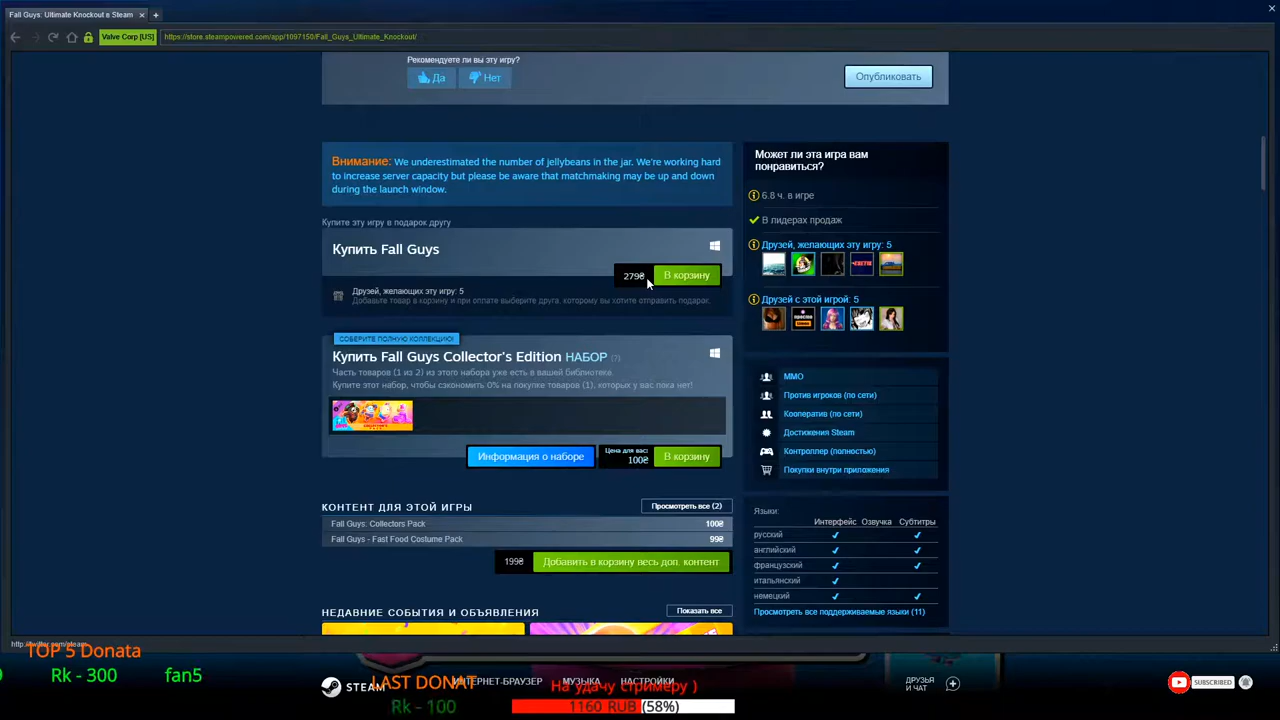 Fall Guys: Ultimate Knockout в Steam
Valve Corp [US]
https://store.steampowered.com/app/1097150/Fall_Guys_Ultimate_Knockout/
Рекомендуете ли вы эту игру?
Да
Нет
Опубликовать
Внимание: We underestimated the number of jellybeans in the jar. We're working hard
to increase server capacity but please be aware that matchmaking may be up and down
during the launch window.
Купите эту игру в подарок другу
Купить Fall Guys
279₴
В корзину
Друзей, желающих эту игру: 5
Добавьте товар в корзину и при оплате выберите друга, которому вы хотите отправить подарок.
СОБЕРИТЕ ПОЛНУЮ КОЛЛЕКЦИЮ!
Купить Fall Guys Collector's Edition НАБОР (?)
Часть товаров (1 из 2) из этого набора уже есть в вашей библиотеке.
Купите этот набор, чтобы сэкономить 0% на покупке товаров (1), которых у вас пока нет!
Информация о наборе
Цена для вас:
100₴
В корзину
КОНТЕНТ ДЛЯ ЭТОЙ ИГРЫ
Просмотреть все (2)
Fall Guys: Collectors Pack
100₴
Fall Guys - Fast Food Costume Pack
99₴
199₴
Добавить в корзину весь доп. контент
НЕДАВНИЕ СОБЫТИЯ И ОБЪЯВЛЕНИЯ
Показать все
Может ли эта игра вам
понравиться?
6.8 ч. в игре
В лидерах продаж
Друзей, желающих эту игру: 5
Друзей с этой игрой: 5
MMO
Против игроков (по сети)
Кооператив (по сети)
Достижения Steam
Контроллер (полностью)
Покупки внутри приложения
Языки:
Интерфейс Озвучка Субтитры
русский
английский
французский
итальянский
немецкий
Просмотреть все поддерживаемые языки (11)
TOP 5 Donata
Rk - 300
fan5
STEAM
ИНТЕРНЕТ-БРАУЗЕР
МУЗЫКА
НАСТРОЙКИ
LAST DONAT
Rk - 100
На удачу стримеру )
1160 RUB (58%)
ДРУЗЬЯ
И ЧАТ
SUBSCRIBED